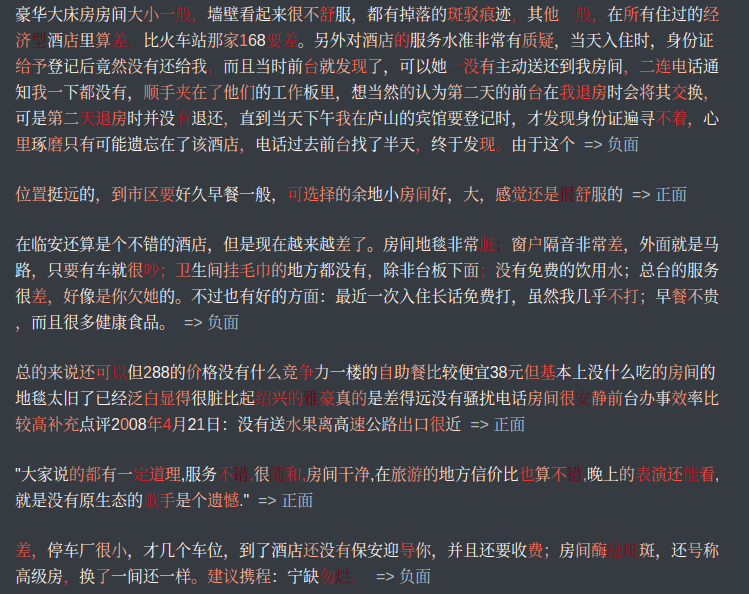 豪华大床房房间大小一般，墙壁看起来很不舒服，都有掉落的斑驳痕迹，其他 般，在所有住过的经
济型酒店里算差，比火车站那家168要差。另外对酒店的服务水准非常有质疑，当天入住时，身份证
给予登记后竟然没有还给我，而且当时前台就发现了，可以她一没有主动送还到我房间，二连电话通
知我一下都没有，顺手夹在了他们的工作板里，想当然的认为第二天的前台在我退房时会将其交换，
可是第二天退房时并没有退还，直到当天下午我在庐山的宾馆要登记时，才发现身份证遍寻不着，心
里琢磨只有可能遗忘在了该酒店，电话过去前台找了半天，终于发现。由于这个 => 负面
位置挺远的，到市区要好久早餐一般，可选择的余地小房间好，大，感觉还是很舒服的 => 正面
在临安还算是个不错的酒店，但是现在越来越差了。房间地毯非常脏；窗户隔音非常差，外面就是马
路，只要有车就很吵；卫生间挂毛巾的地方都没有，除非台板下面；没有免费的饮用水；总台的服务
很差，好像是你欠她的。不过也有好的方面：最近一次入住长话免费打，虽然我几乎不打；早餐不贵
，而且很多健康食品。 => 负面
总的来说还可以但288的价格没有什么竞争力一楼的自助餐比较便宜38元但基本上没什么吃的房间的
地毯太旧了已经泛白显得很脏比起绍兴的雅豪真的是差得远没有骚扰电话房间很安静前台办事效率比
较高补充点评2008年4月21日：没有送水果离高速公路出口很近 => 正面
"大家说的都有一定道理,服务不错,很随和,房间干净,在旅游的地方信价比也算不错,晚上的表演还能看,
就是没有原生态的歌手是个遗憾." => 正面
差，停车厂很小，才几个车位，到了酒店还没有保安迎导你，并且还要收费；房间酶 斑，还号称
高级房，换了一间还一样。建议携程：宁缺勿烂。 => 负面